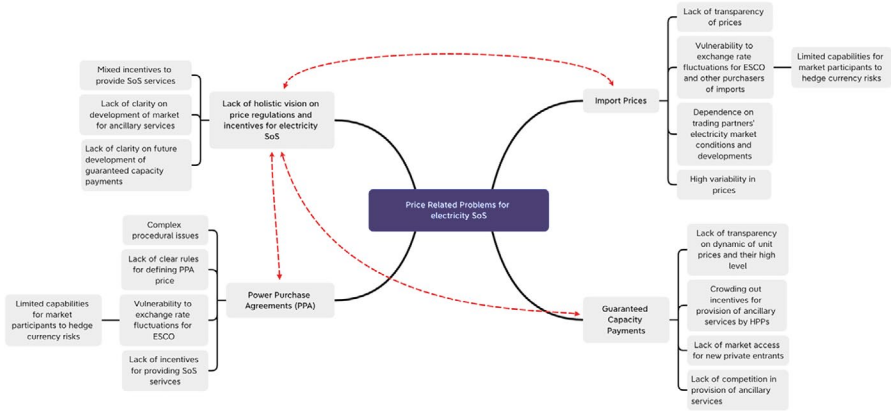 Mixed incentives to
provide SoS services
Lack of clarity on
development of market
for ancillary services
Lack of clarity on future
development of
guaranteed capacity
payments
Lack of holistic vision on
price regulations and
incentives for electricity
SoS
Price Related Problems for
electricity SoS
Import Prices
Lack of transparency
of prices
Vulnerability to
exchange rate
fluctuations for ESCO
and other purchasers
of imports
Limited capabilities for
market participants to
hedge currency risks
Dependence on
trading partners'
electricity market
conditions and
developments
High variability in
prices
Complex
procedural issues
Lack of clear rules
for defining PPA
price
Limited capabilities
for market
participants to hedge
currency risks
Vulnerability to
exchange rate
fluctuations for
ESCO
Lack of incentives
for providing SoS
serivces
Power Purchase
Agreements (PPA)
Guaranteed
Capacity
Payments
Lack of transparency
on dynamic of unit
prices and their high
level
Crowding out
incentives for
provision of ancillary
services by HPPs
Lack of market access
for new private entrants
Lack of competition in
provision of ancillary
services